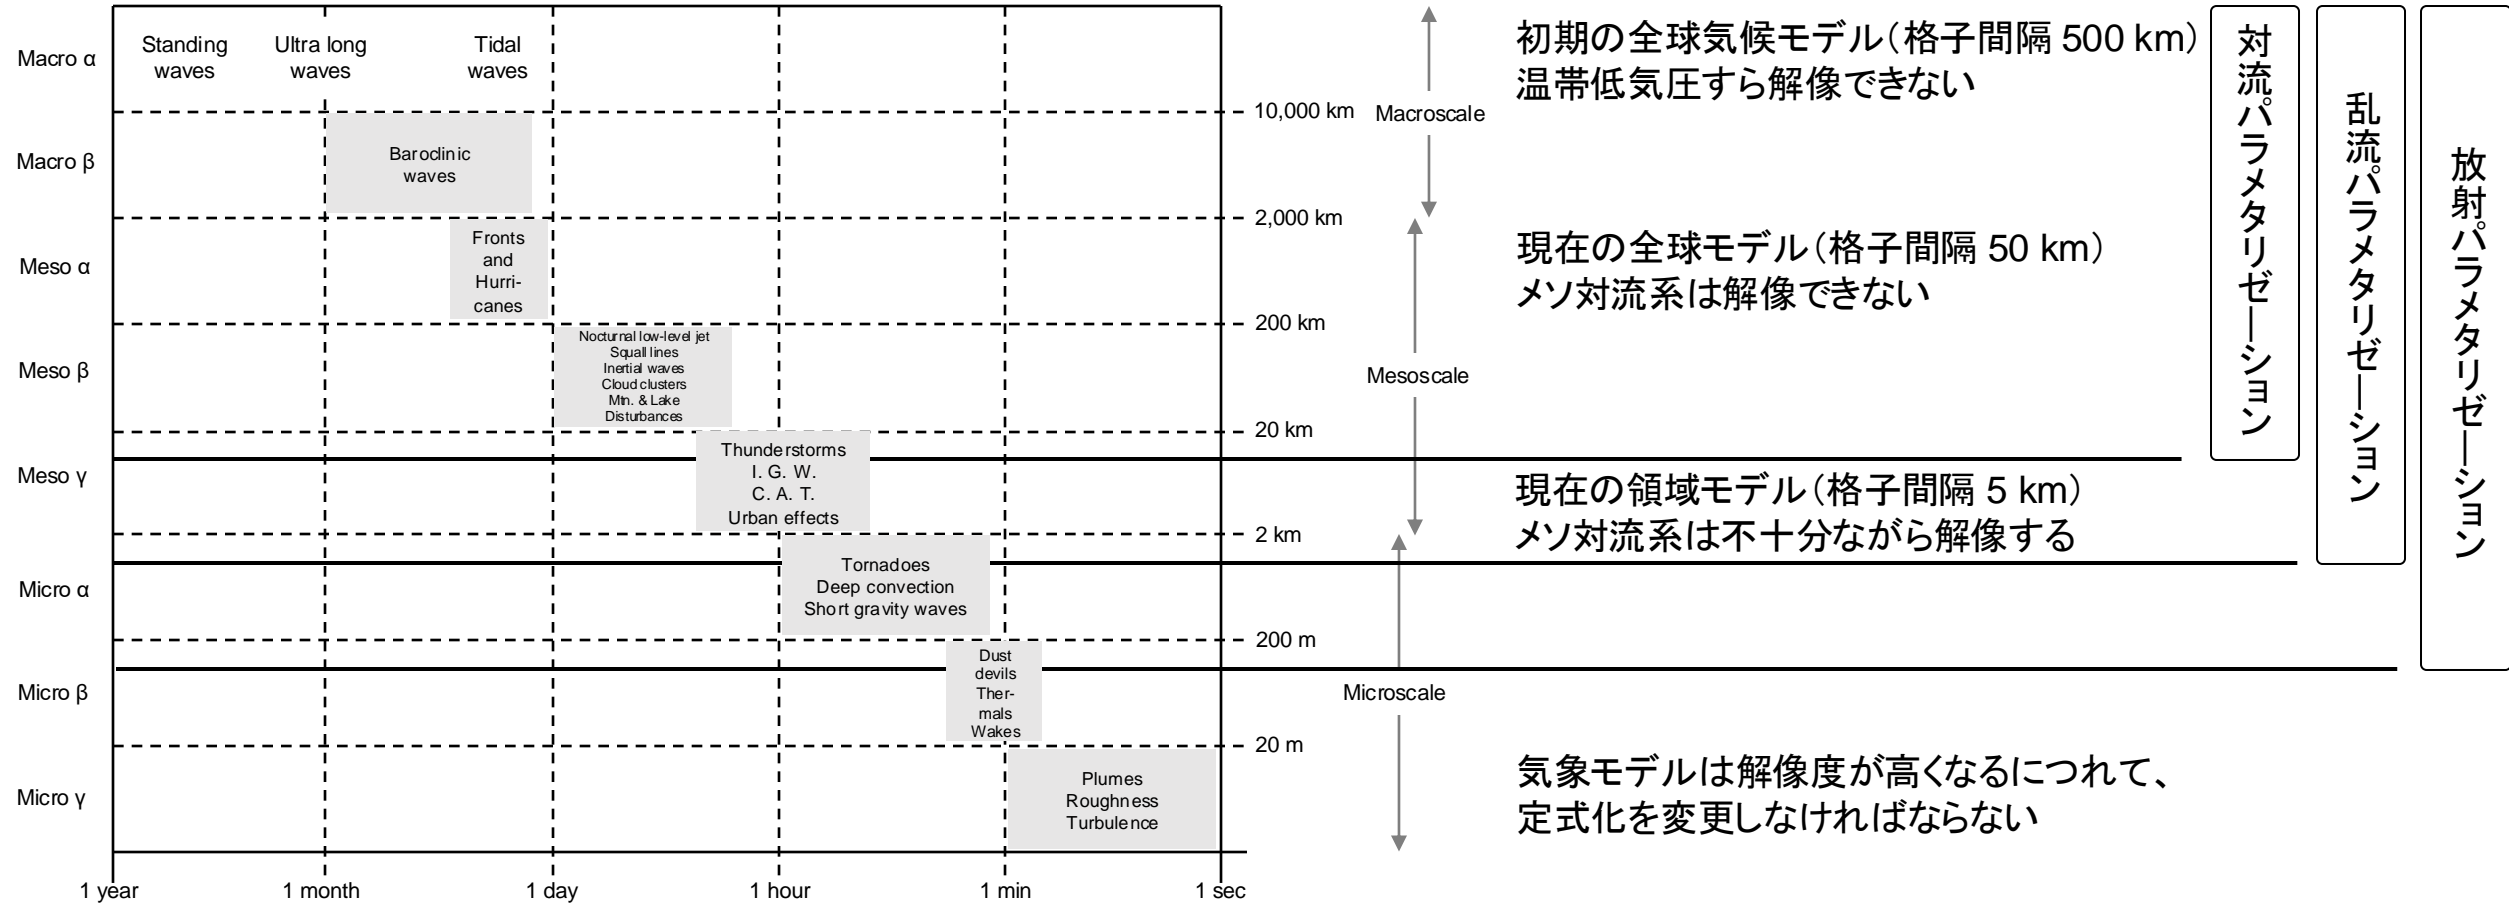 Macro α
Macro β
Meso α
Meso β
Meso γ
Micro α
Micro β
Micro γ
Standing
waves
Ultra long
waves
Tidal
waves
Baroclinic
waves
Fronts
and
Hurri-
canes
Nocturnal low-level jet
Squall lines
Inertial waves
Cloud clusters
Mtn. & Lake
Disturbances
Thunderstorms
I. G. W.
C. A. T.
Urban effects
Tornadoes
Deep convection
Short gravity waves
Dust
devils
Ther-
mals
Wakes
Plumes
Roughness
Turbulence
1 year
1 month
1 day
1 hour
1 min
1 sec
10,000 km
2,000 km
200 km
20 km
2 km
200 m
20 m
Macroscale
Mesoscale
Microscale
初期の全球気候モデル（格子間隔 500 km）
温帯低気圧すら解像できない
現在の全球モデル（格子間隔 50 km）
メソ対流系は解像できない
現在の領域モデル（格子間隔 5 km）
メソ対流系は不十分ながら解像する
気象モデルは解像度が高くなるにつれて、
定式化を変更しなければならない
対流パラメタリゼーション
乱流パラメタリゼーション
放射パラメタリゼーション